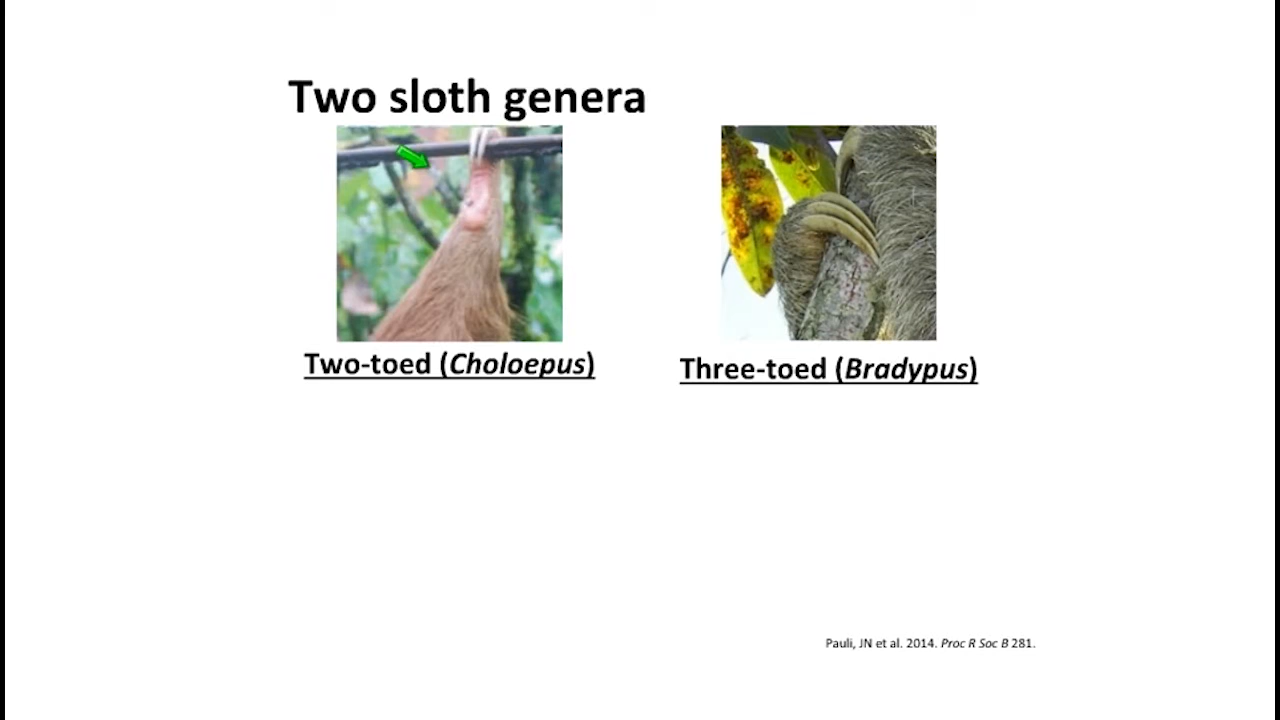 Two sloth genera
Two-toed (Choloepus)
Three-toed (Bradypus)
Pauli, JN et al. 2014. Proc R Soc B 281.